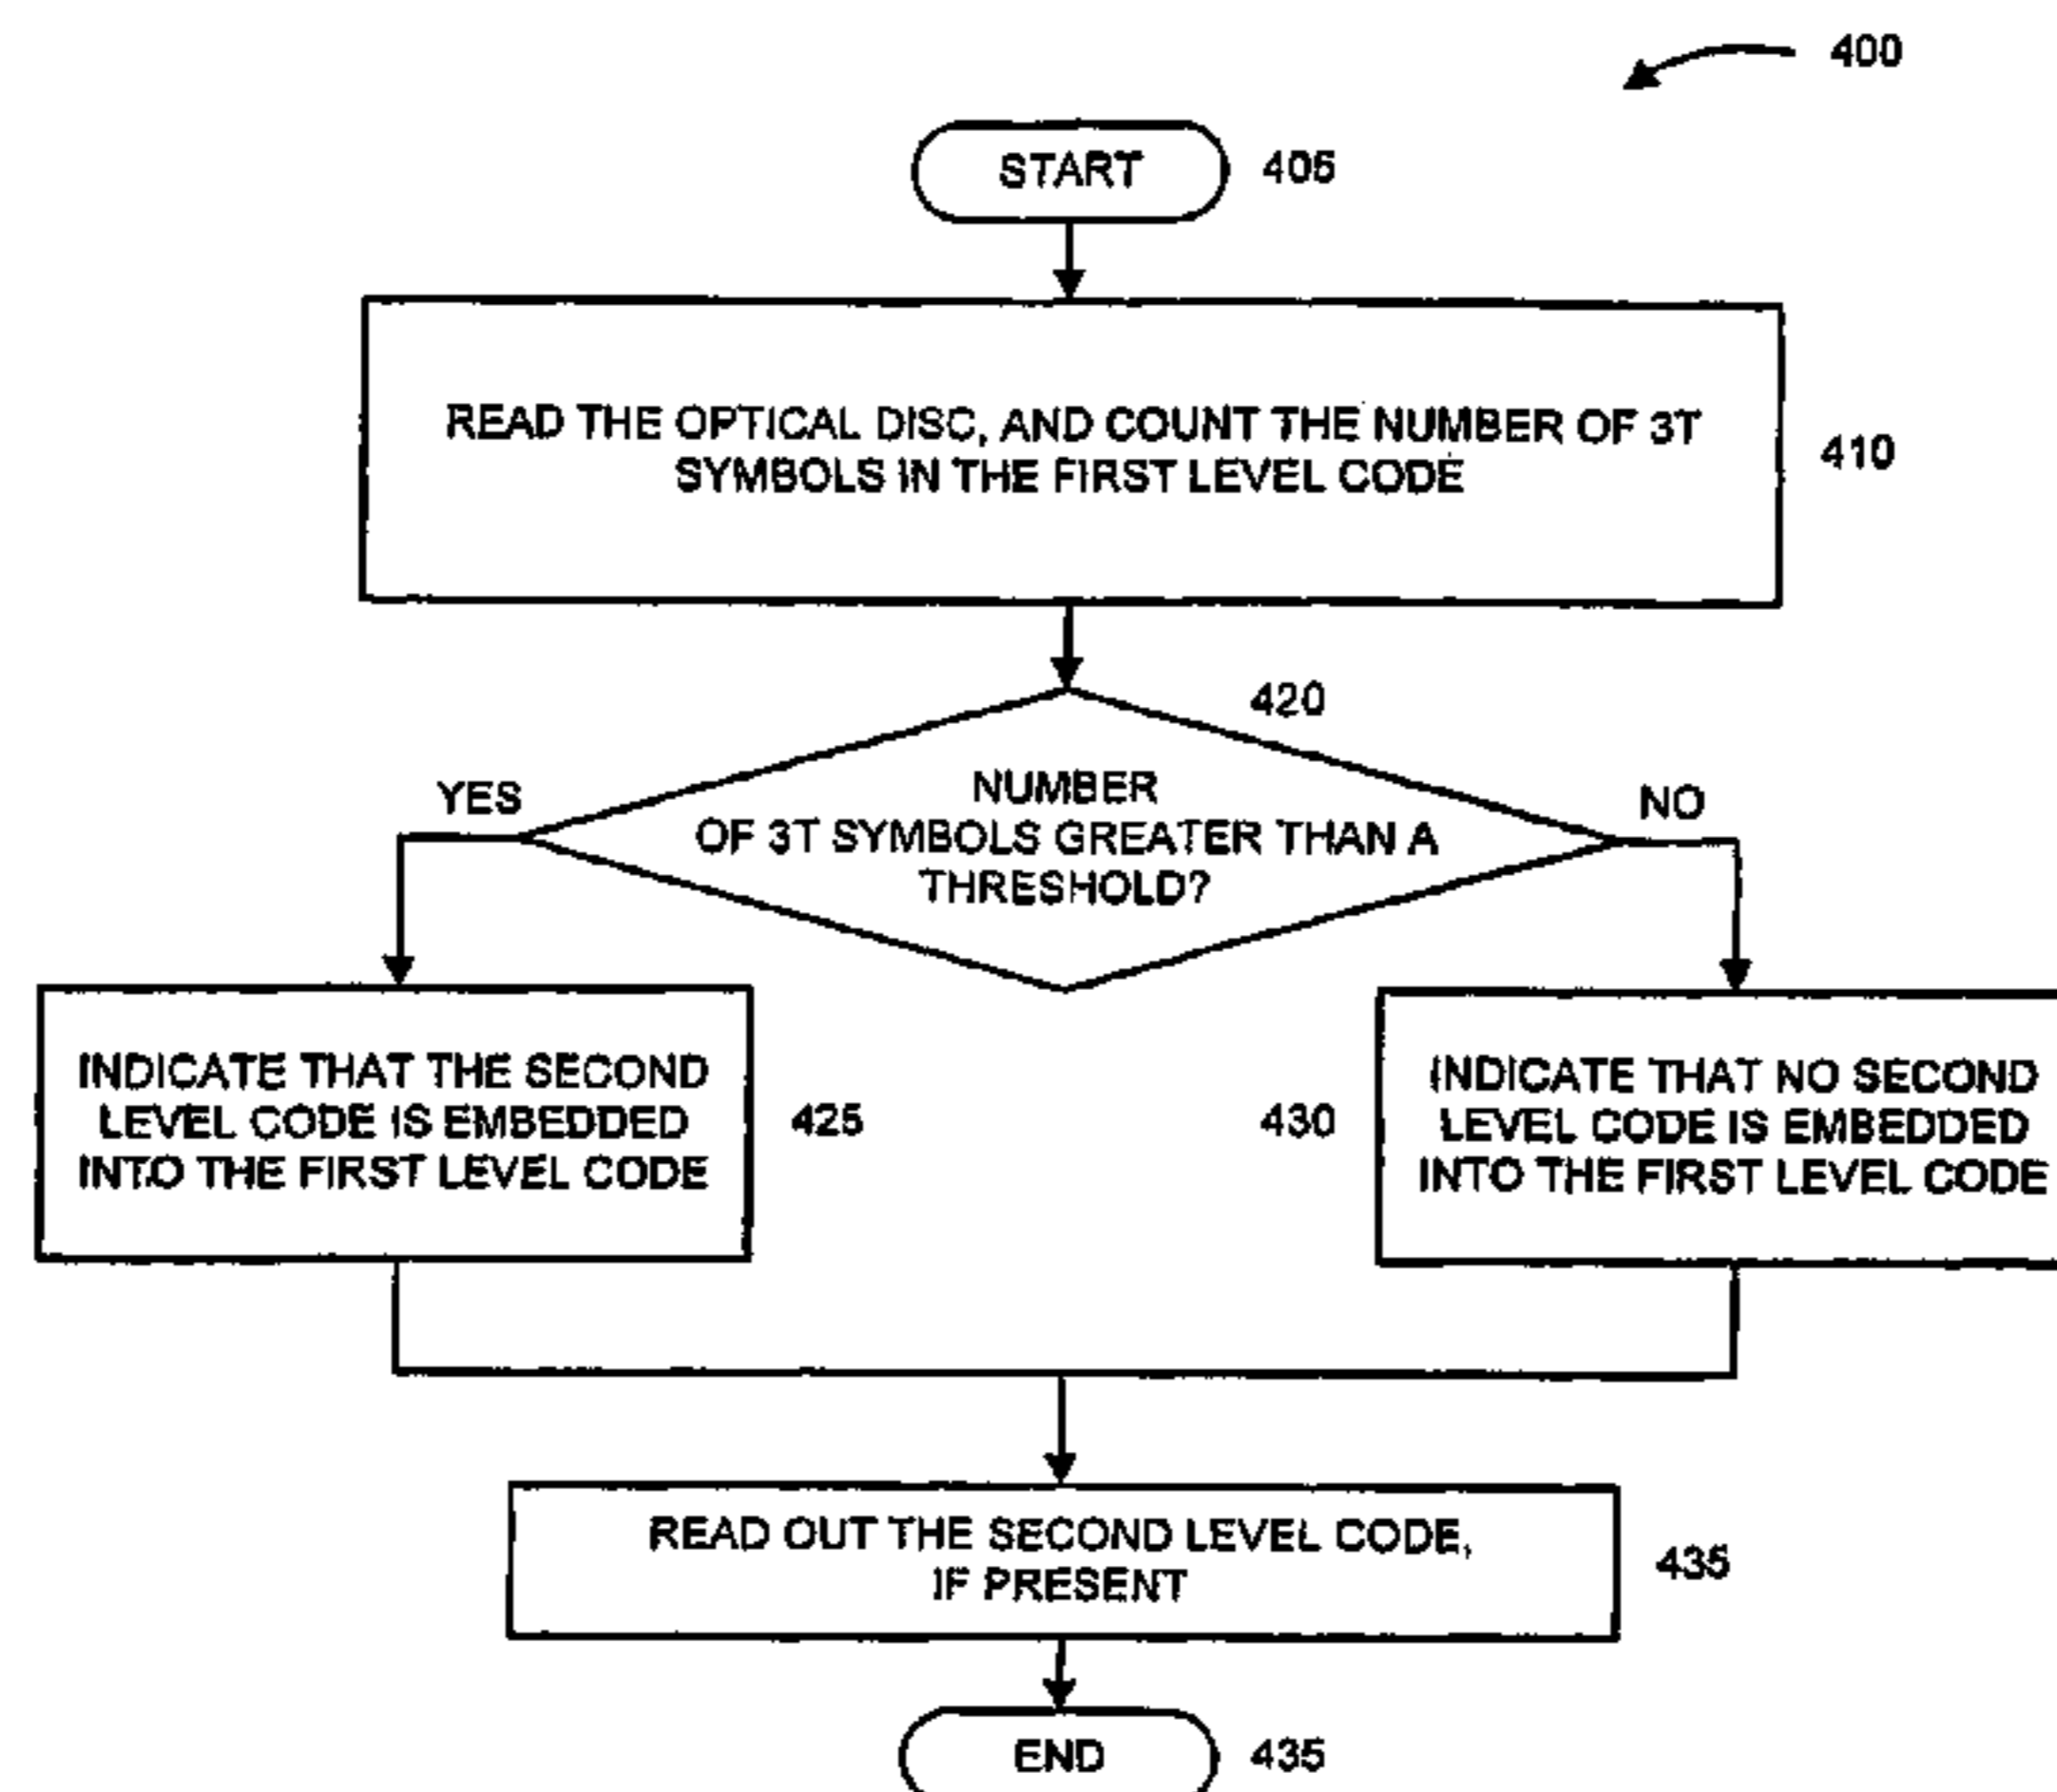 400
START 405
READ THE OPTICAL DISC, AND COUNT THE NUMBER OF 3T
SYMBOLS IN THE FIRST LEVEL CODE
410
420
YES
NUMBER
OF 3T SYMBOLS GREATER THAN A
THRESHOLD?
NO
INDICATE THAT THE SECOND
LEVEL CODE IS EMBEDDED
INTO THE FIRST LEVEL CODE
425
430
INDICATE THAT NO SECOND
LEVEL CODE IS EMBEDDED
INTO THE FIRST LEVEL CODE
READ OUT THE SECOND LEVEL CODE,
IF PRESENT
435
END 435